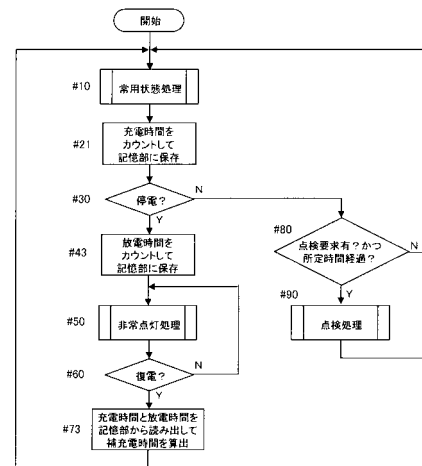 開始
#10
常用状態処理
#21
充電時間を
カウントして
記憶部に保存
#30
停電?
N
Y
#43
放電時間を
カウントして
記憶部に保存
#80
点検要求有?かつ
所定時間経過?
N
Y
#50
非常点灯処理
#90
点検処理
#60
復電?
N
Y
#73
充電時間と放電時間を
記憶部から読み出して
補充電時間を算出